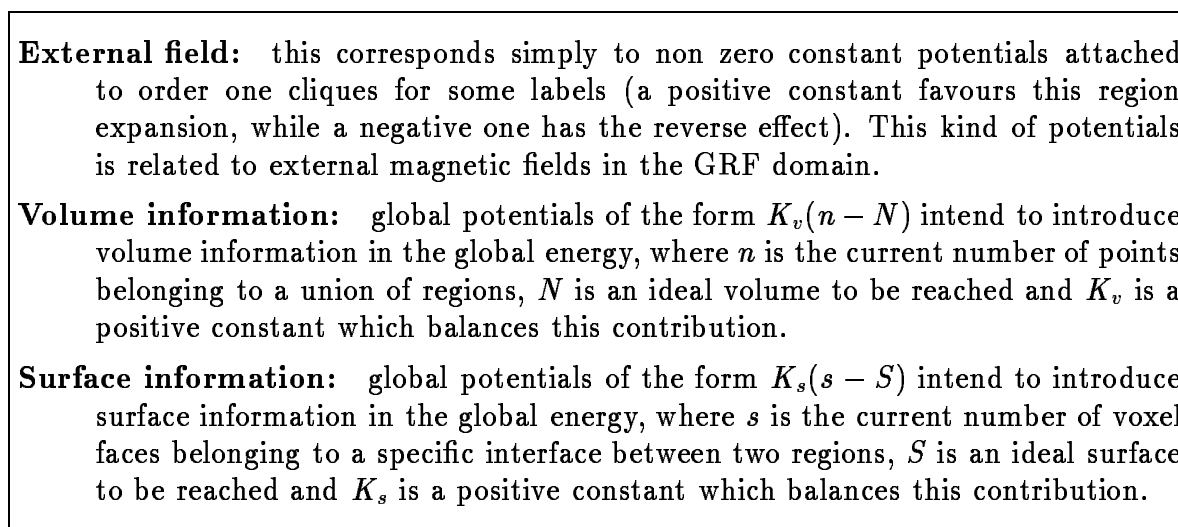 External field: this corresponds simply to non zero constant potentials attached
to order one cliques for some labels (a positive constant favours this region
expansion, while a negative one has the reverse effect). This kind of potentials
is related to external magnetic fields in the GRF domain.
Volume information: global potentials of the form K_v(n − N) intend to introduce
volume information in the global energy, where n is the current number of points
belonging to a union of regions, N is an ideal volume to be reached and K_v is a
positive constant which balances this contribution.
Surface information: global potentials of the form K_s(s − S) intend to introduce
surface information in the global energy, where s is the current number of voxel
faces belonging to a specific interface between two regions, S is an ideal surface
to be reached and K_s is a positive constant which balances this contribution.